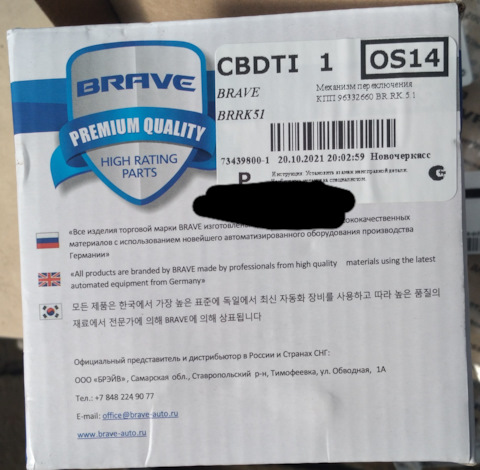 BRAVE
PREMIUM QUALITY
HIGH RATING
PARTS
CBDTI 1 OS14
BRAVE
BRRK51
Механизм переключения
КПП 96332660 BR.RK.5.1
73439800-1 20.10.2021 20:02:59 Новочеркисс
Р
Инструкция: Установить взамен неисправной детали.
«Все изделия торговой марки BRAVE
материалов с использованием новейшего автоматизированного оборудования производства
Германии»
«All products are branded by BRAVE made by professionals from high quality materials using the latest
automated equipment from Germany»
모든 제품은 한국에서 가장 높은 표준에 독일에서 최신 자동화 장비를 사용하고 따라 높은 품질의
재료에서 전문가에 의해 BRAVE에 의해 상표됩니다
Официальный представитель и дистрибьютор в России и Странах СНГ:
ООО «БРЭЙВ», Самарская обл., Ставропольский р-н, Тимофеевка, ул. Обводная, 1А
Тел.: +7 848 224 90 77
E-mail: office@brave-auto.ru
www.brave-auto.ru